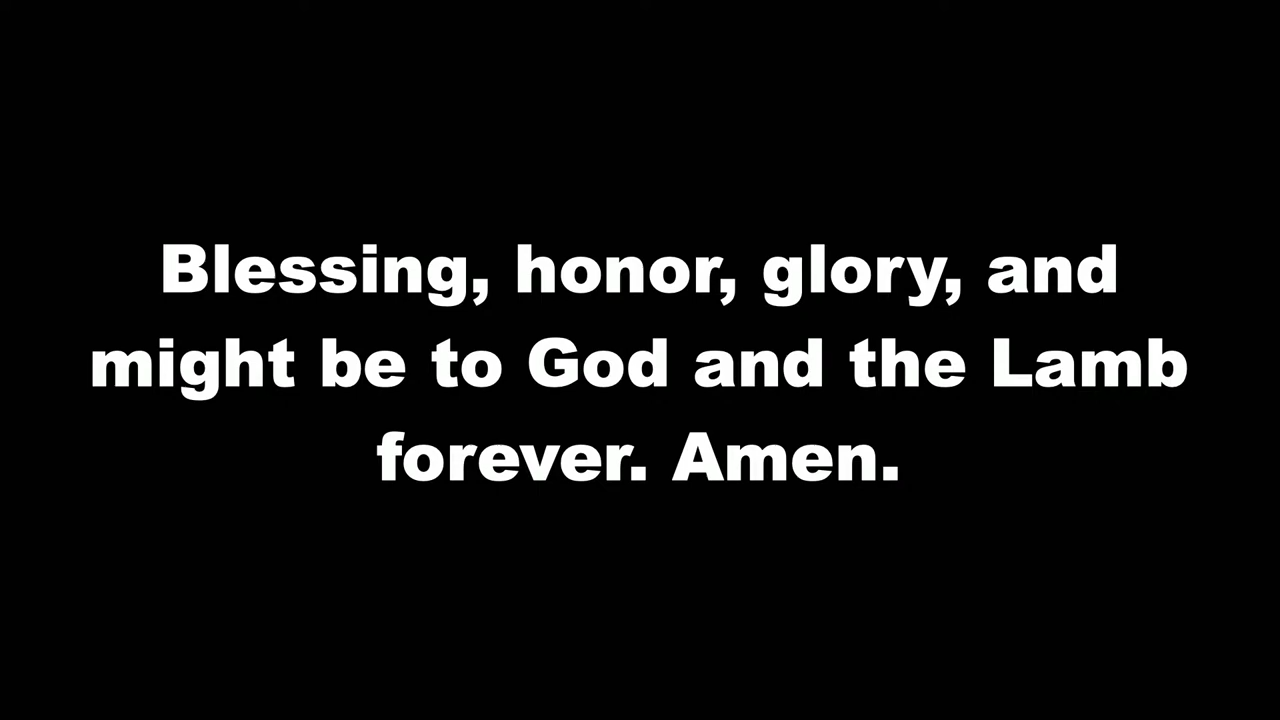 Blessing, honor, glory, and
might be to God and the Lamb
forever. Amen.